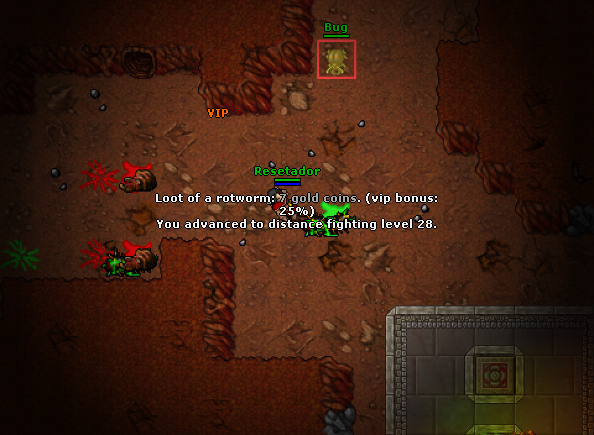 Bug
VIP
Resetador
Loot of a rotworm: 7 gold coins. (vip bonus:
25%)
You advanced to distance fighting level 28.